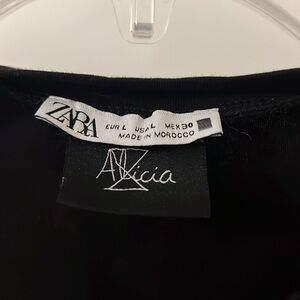 ZARA
EUR L USA L MEX 30
MADE IN MOROCCO
Alicia